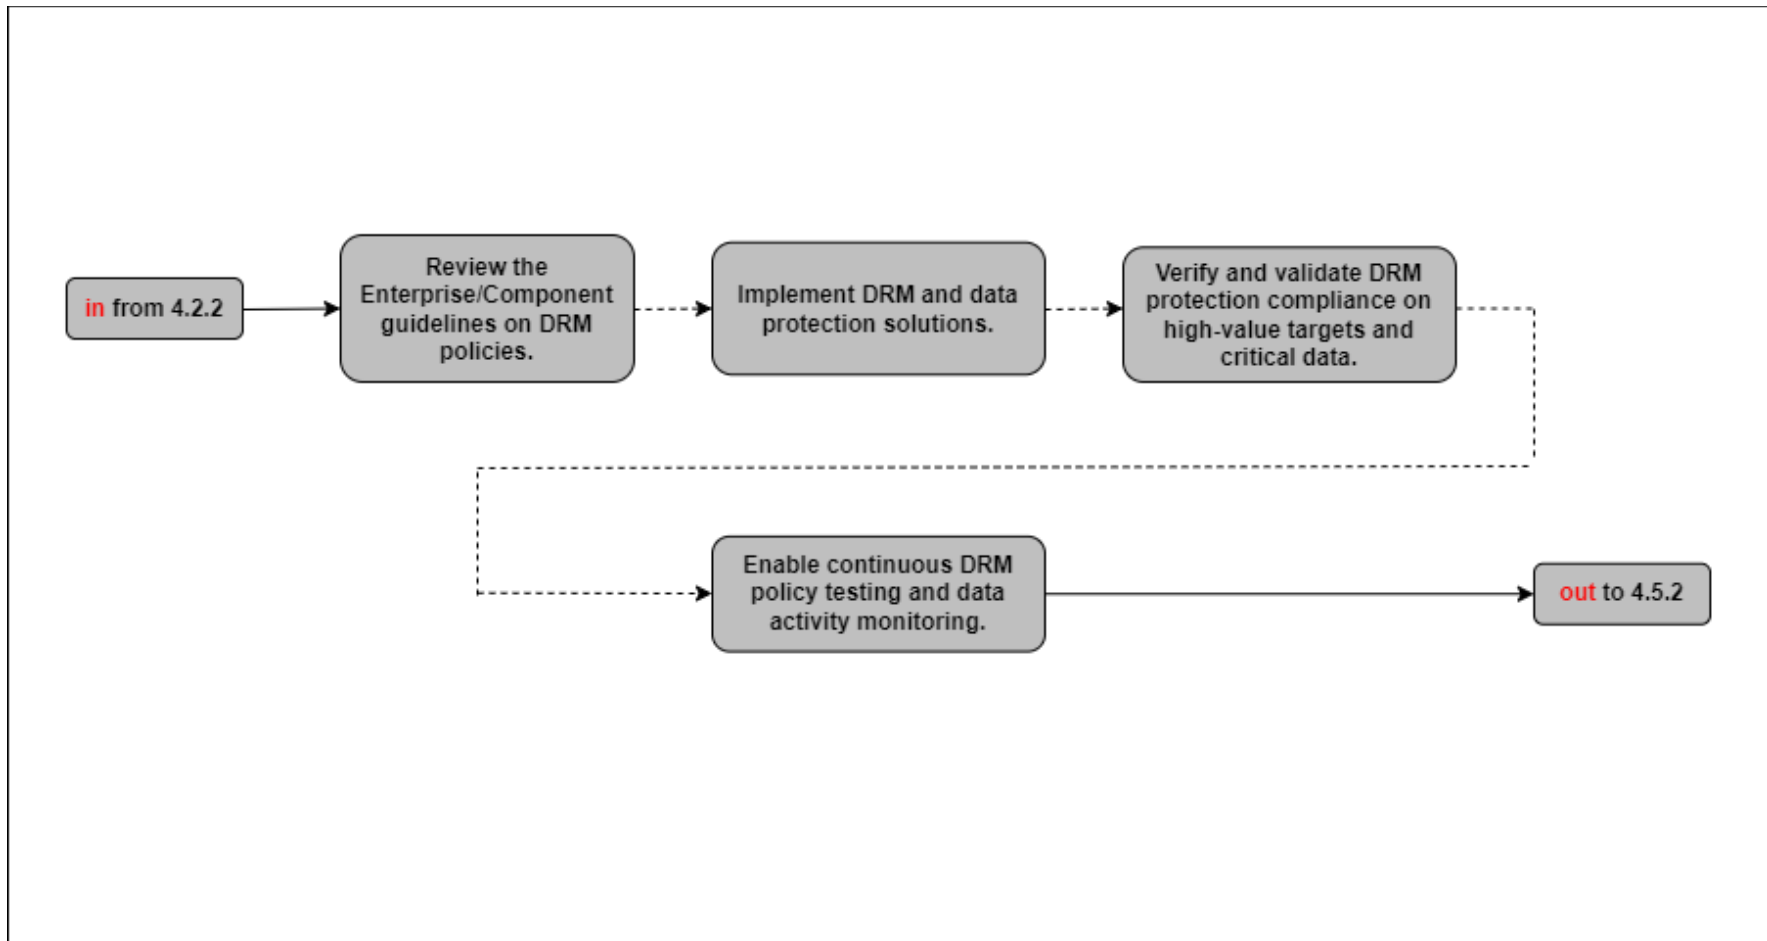 in from 4.2.2
Review the
Enterprise/Component
guidelines on DRM
policies.
Implement DRM and data
protection solutions.
Verify and validate DRM
protection compliance on
high-value targets and
critical data.
Enable continuous DRM
policy testing and data
activity monitoring.
out to 4.5.2